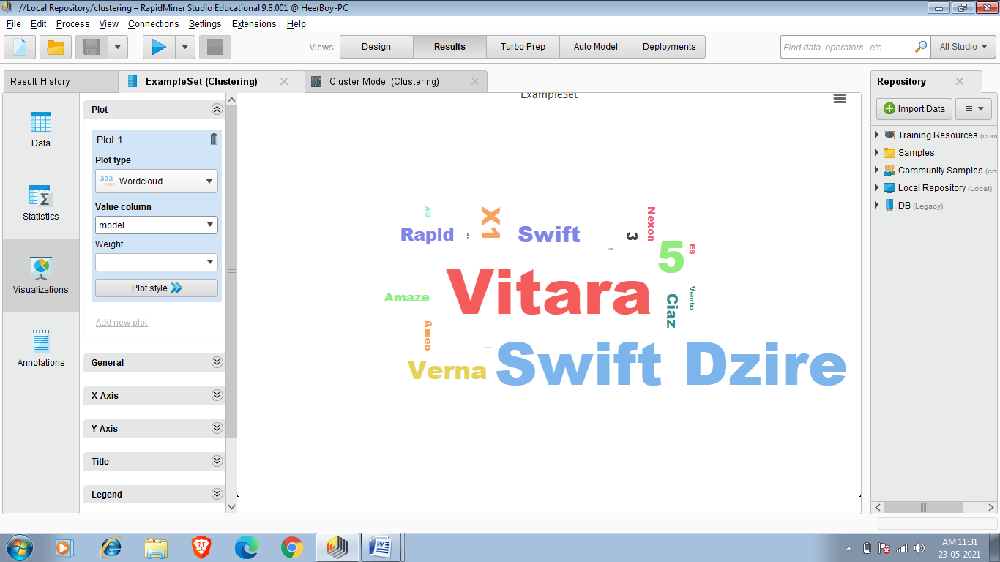 //Local Repository/clustering – RapidMiner Studio Educational 9.8.001 @ HeerBoy-PC
File Edit Process View Connections Settings Extensions Help
Views: Design Results Turbo Prep Auto Model Deployments
Find data, operators...etc
All Studio
Result History
ExampleSet (Clustering)
Cluster Model (Clustering)
Repository
Data
Statistics
Visualizations
Annotations
Plot
Plot 1
Plot type
aaa
Wordcloud
Value column
model
Weight
-
Plot style
Add new plot
General
X-Axis
Y-Axis
Title
Legend
ExampleSet
A3
X1
Nexon
Rapid
Swift
3
5
ES
Vitara
Amaze
Vento
Ciaz
Ameo
Verna
Swift Dzire
Import Data
Training Resources (con
Samples
Community Samples (co
Local Repository (Local)
DB (Legacy)
AM 11:31
23-05-2021